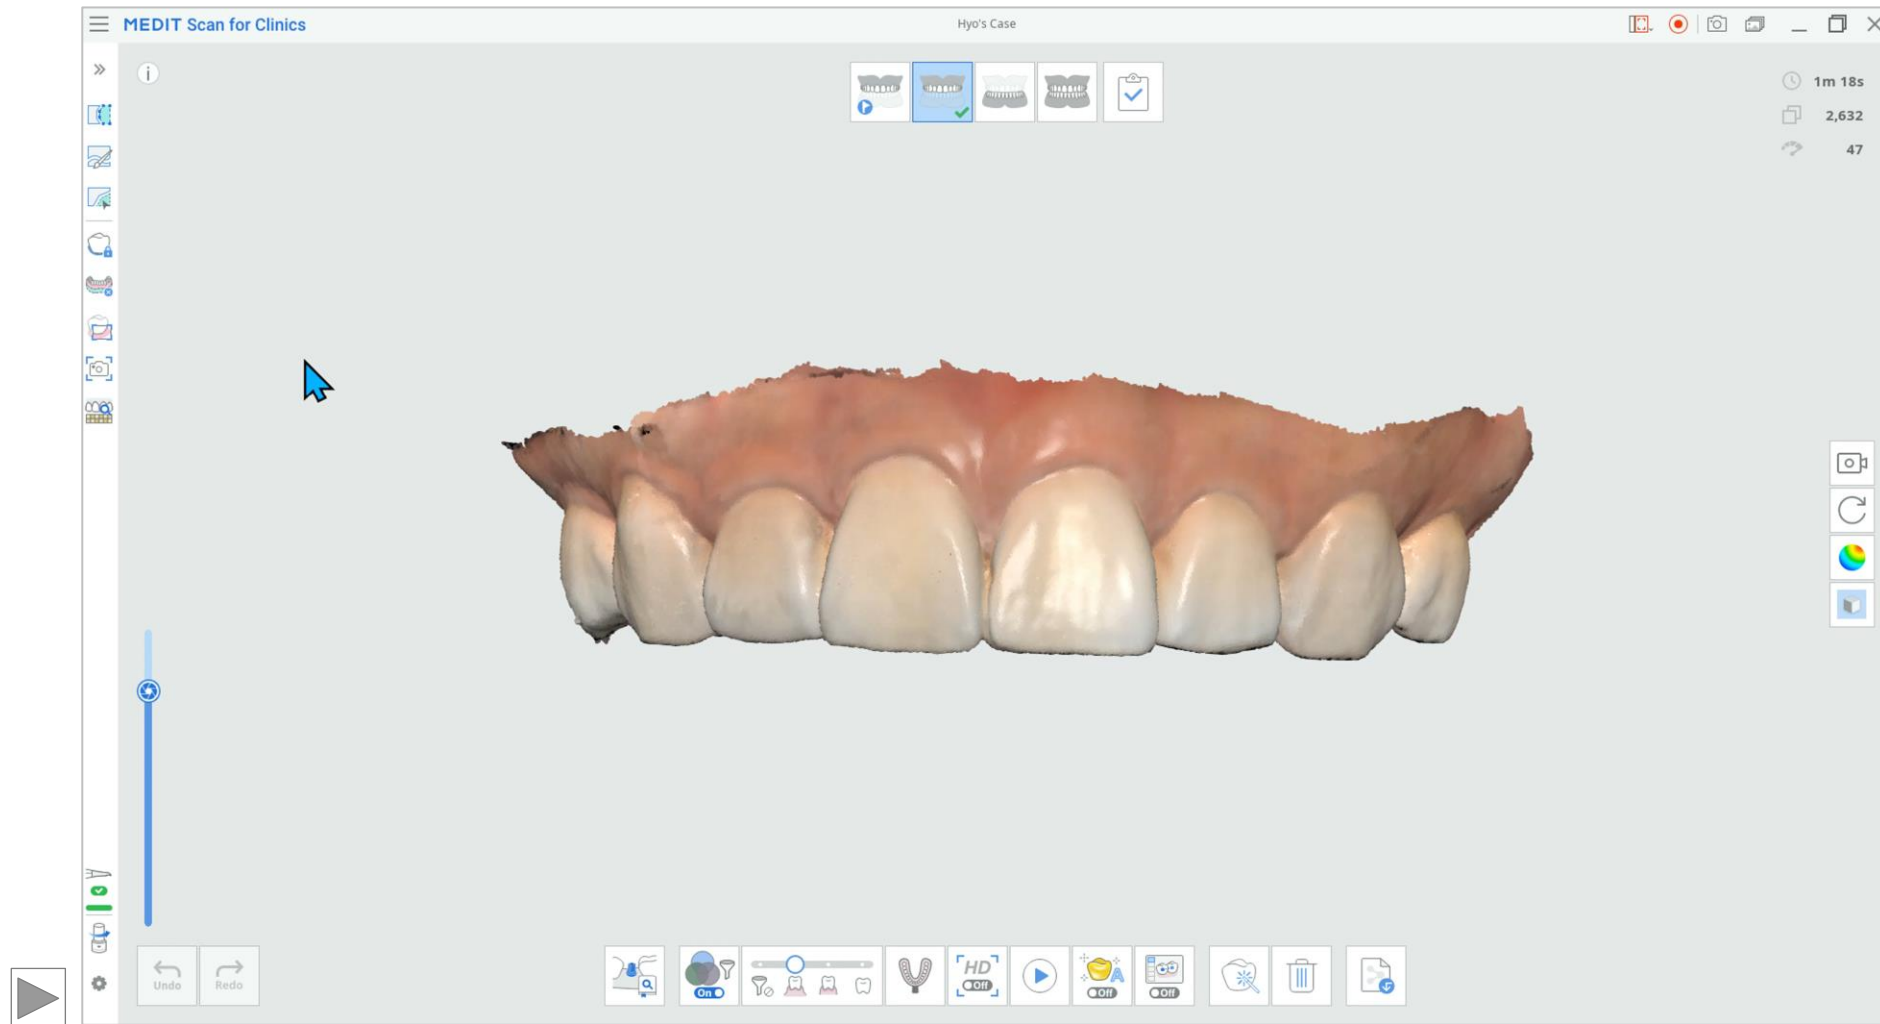 MEDIT Scan for Clinics
Hyo's Case
1m 18s
2,632
47
Undo
Redo
On
HD
Off
A
Off
Off